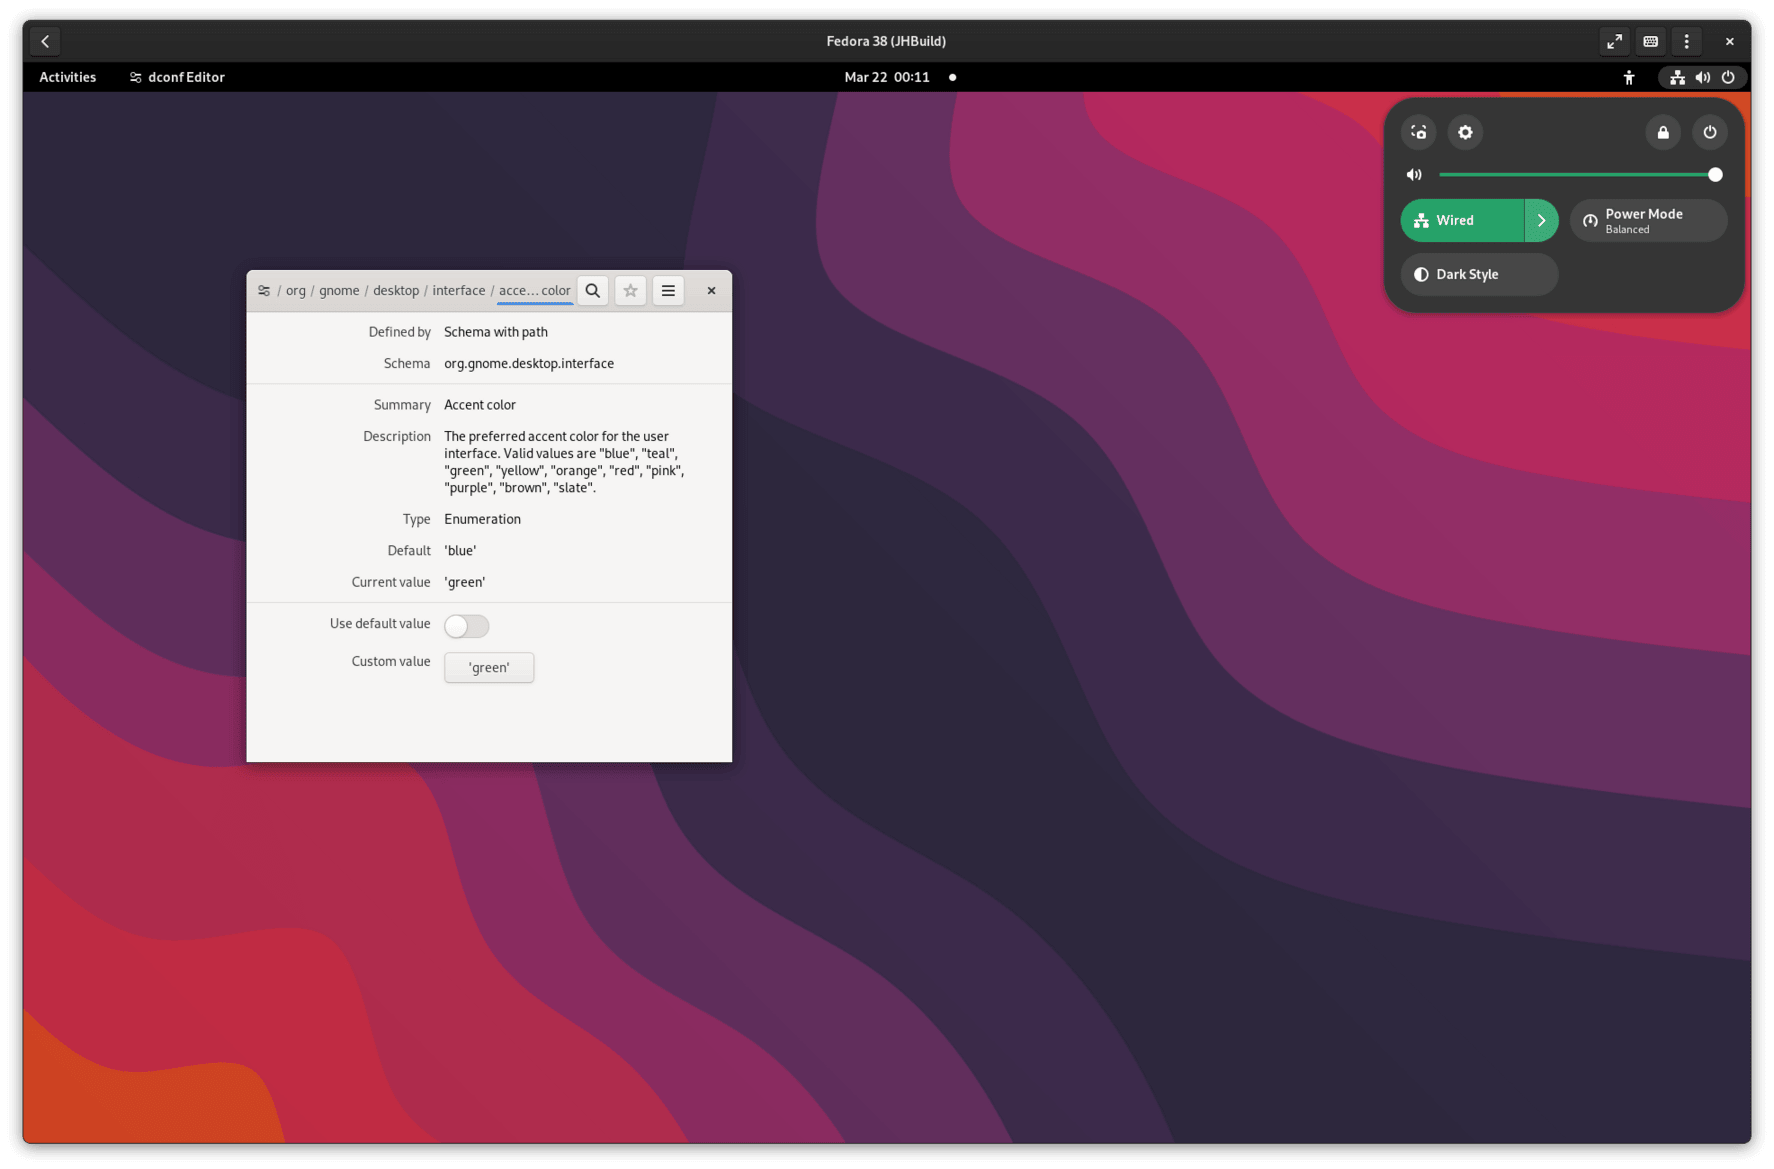 Fedora 38 (JHBuild)
Activities
dconf Editor
Mar 22 00:11
Wired
Power Mode
Balanced
Dark Style
/ org / gnome / desktop / interface / acce…color
Defined by Schema with path
Schema org.gnome.desktop.interface
Summary Accent color
Description The preferred accent color for the user
interface. Valid values are "blue", "teal",
"green", "yellow", "orange", "red", "pink",
"purple", "brown", "slate".
Type Enumeration
Default 'blue'
Current value 'green'
Use default value
Custom value 'green'